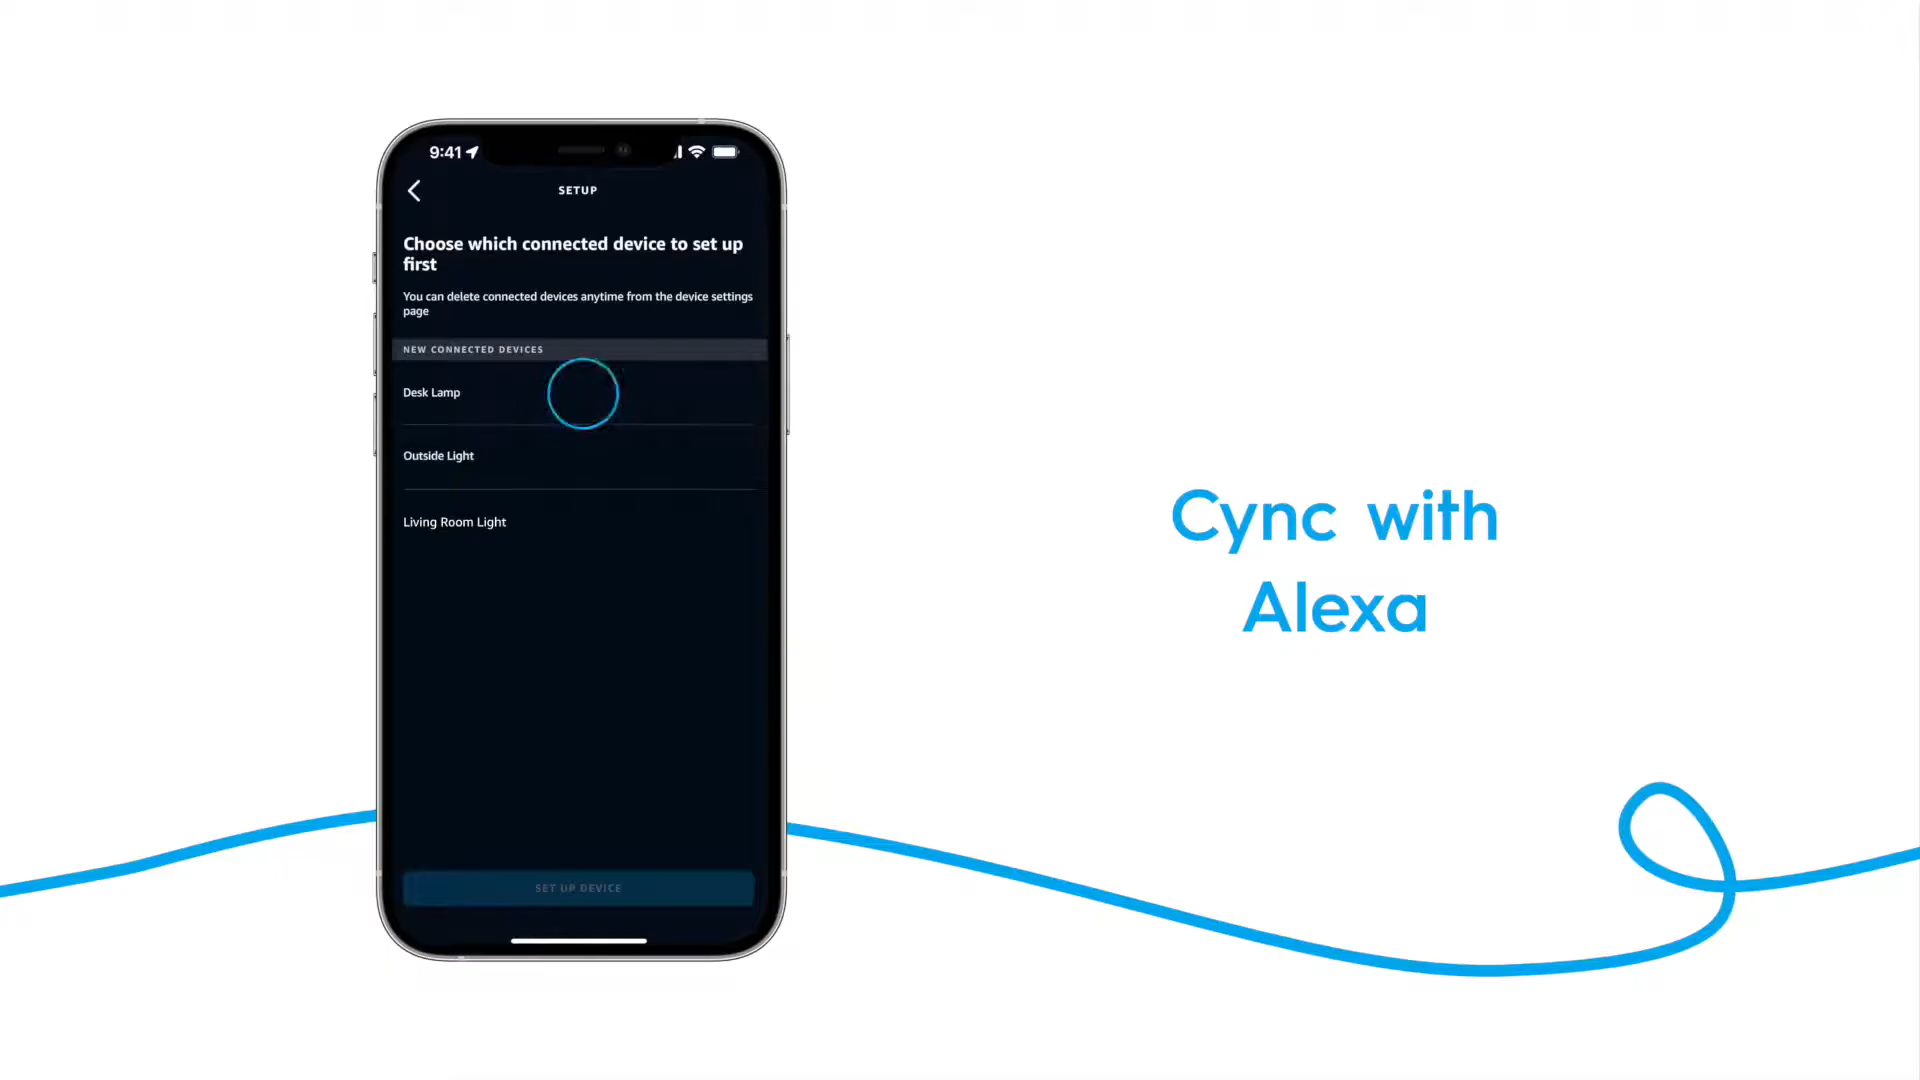 9:41
SETUP
Choose which connected device to set up
first
You can delete connected devices anytime from the device settings
page
NEW CONNECTED DEVICES
Desk Lamp
Outside Light
Living Room Light
SET UP DEVICE
Cync with
Alexa